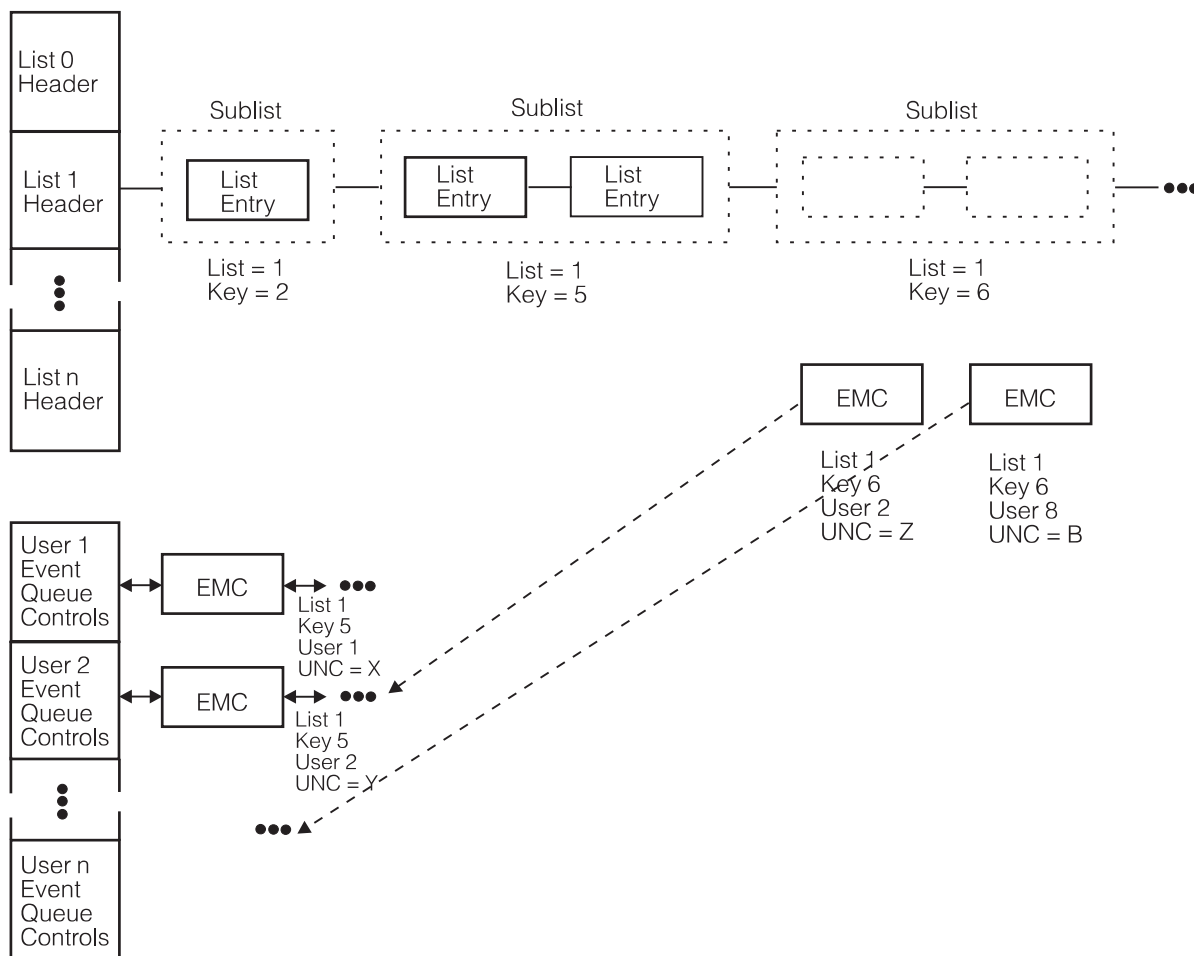 List 0
Header
List 1
Header
List n
Header
Sublist
List
Entry
List = 1
Key = 2
Sublist
List
Entry
List
Entry
List = 1
Key = 5
Sublist
List = 1
Key = 6
EMC
List 1
Key 6
User 2
UNC = Z
EMC
List 1
Key 6
User 8
UNC = B
User 1
Event
Queue
Controls
EMC
List 1
Key 5
User 1
UNC = X
User 2
Event
Queue
Controls
EMC
List 1
Key 5
User 2
UNC = Y
User n
Event
Queue
Controls